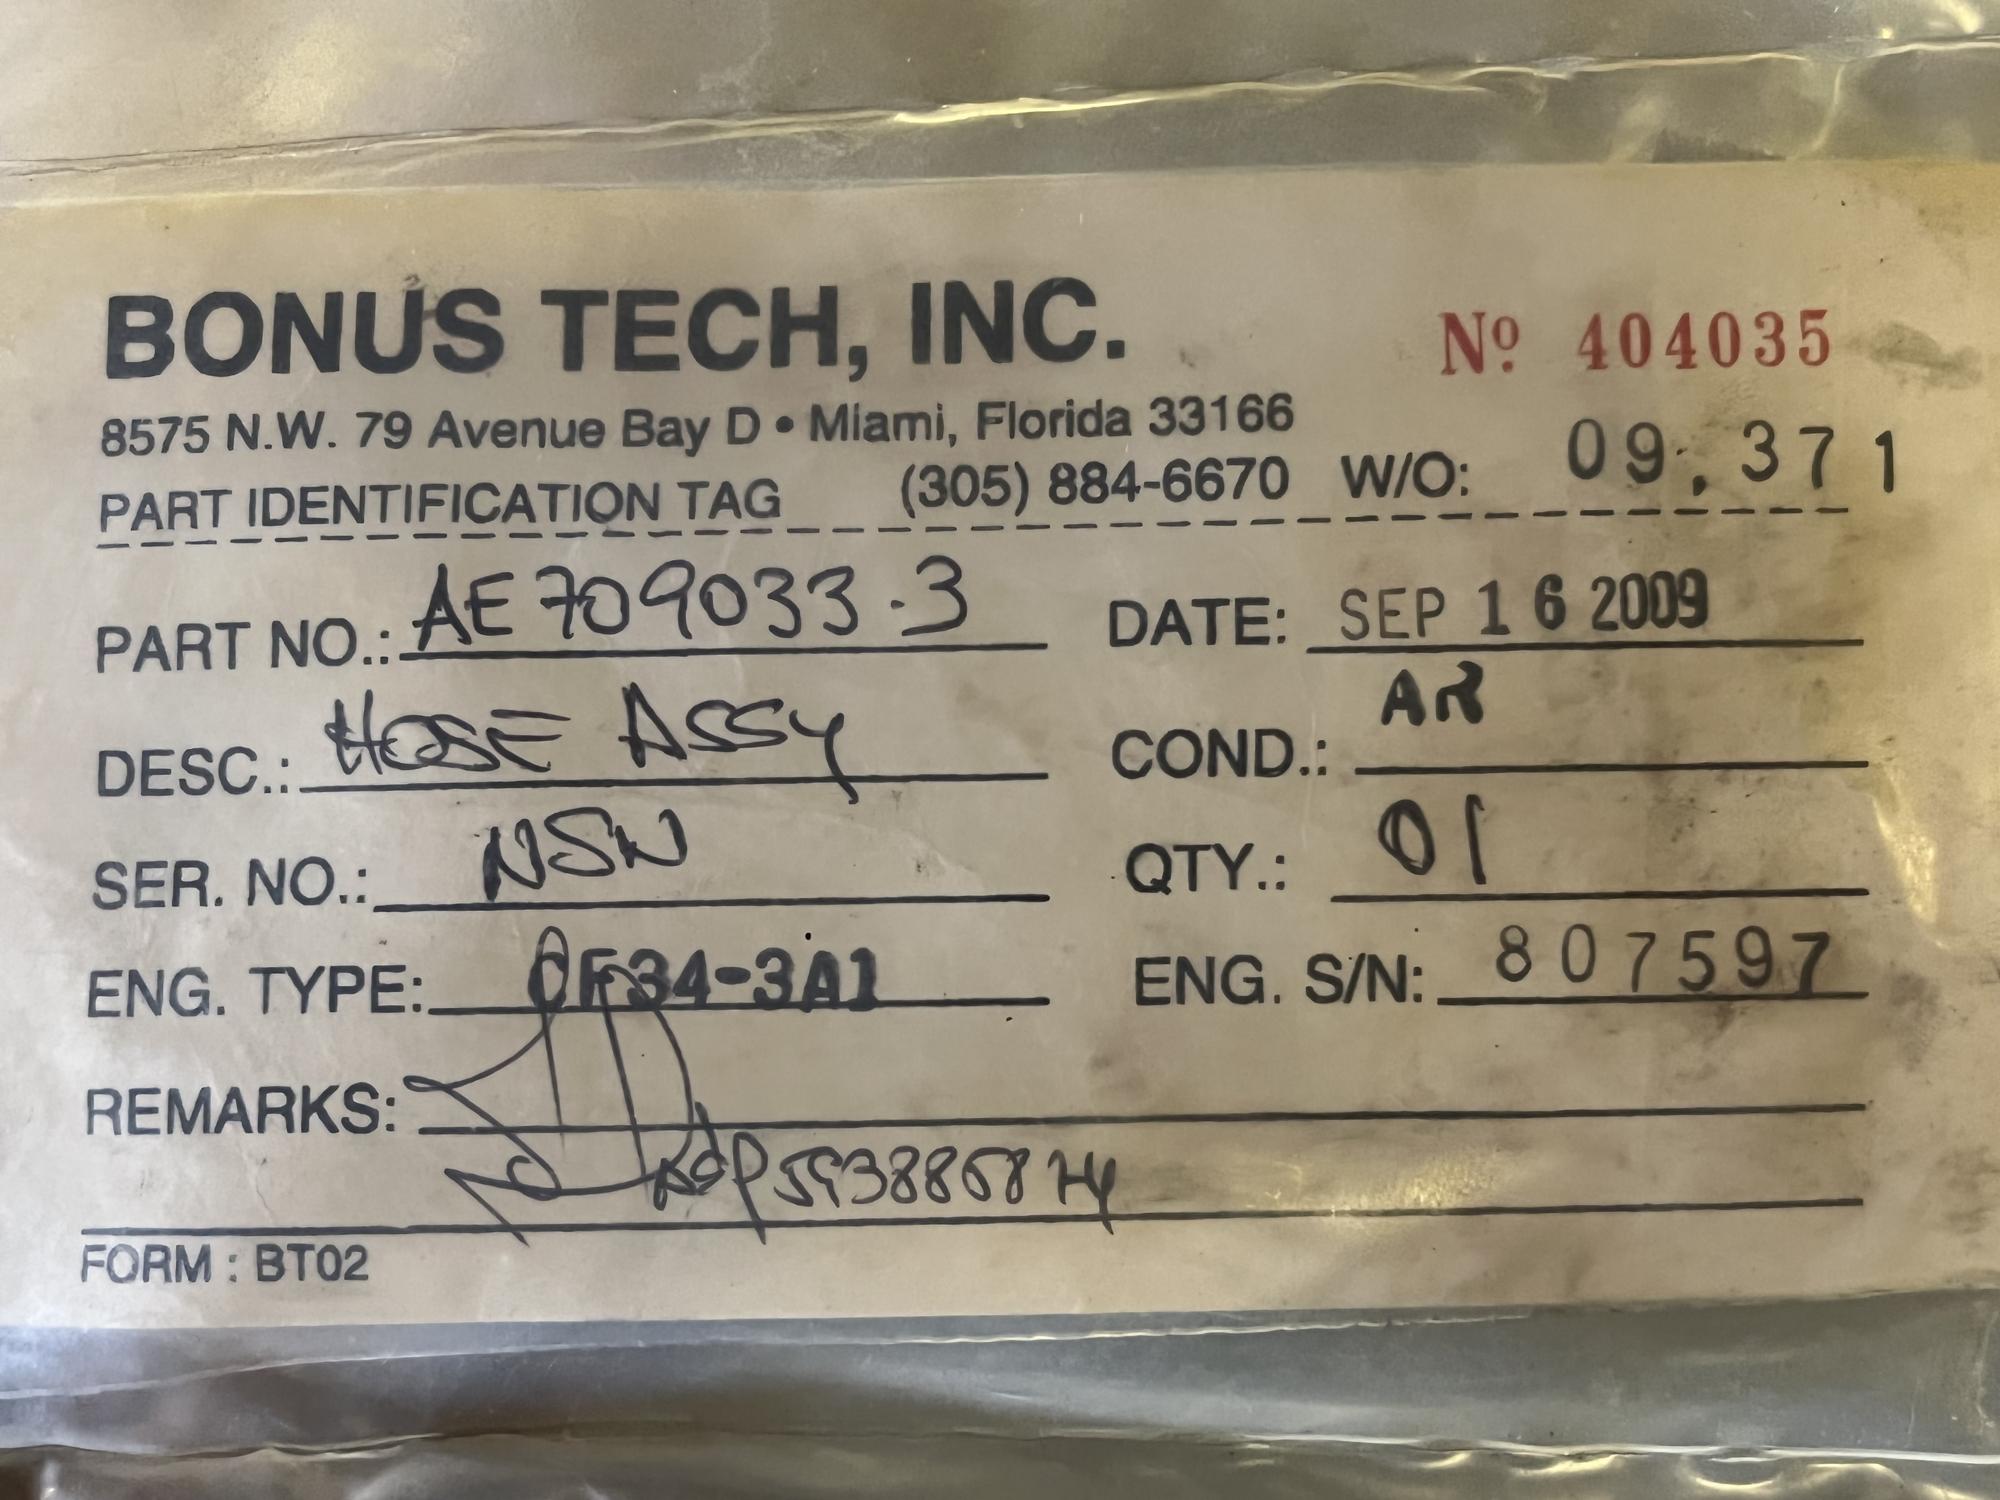 BONUS TECH, INC.
Nº 404035
8575 N.W. 79 Avenue Bay D • Miami, Florida 33166
PART IDENTIFICATION TAG (305) 884-6670 W/O: 09.371
PART NO.: AE709033-3 DATE: SEP 16 2009
DESC.: HOSE ASSY COND.: AR
SER. NO.: NSN QTY.: 01
ENG. TYPE: CF34-3A1 ENG. S/N: 807597
REMARKS:
FORM : BT02